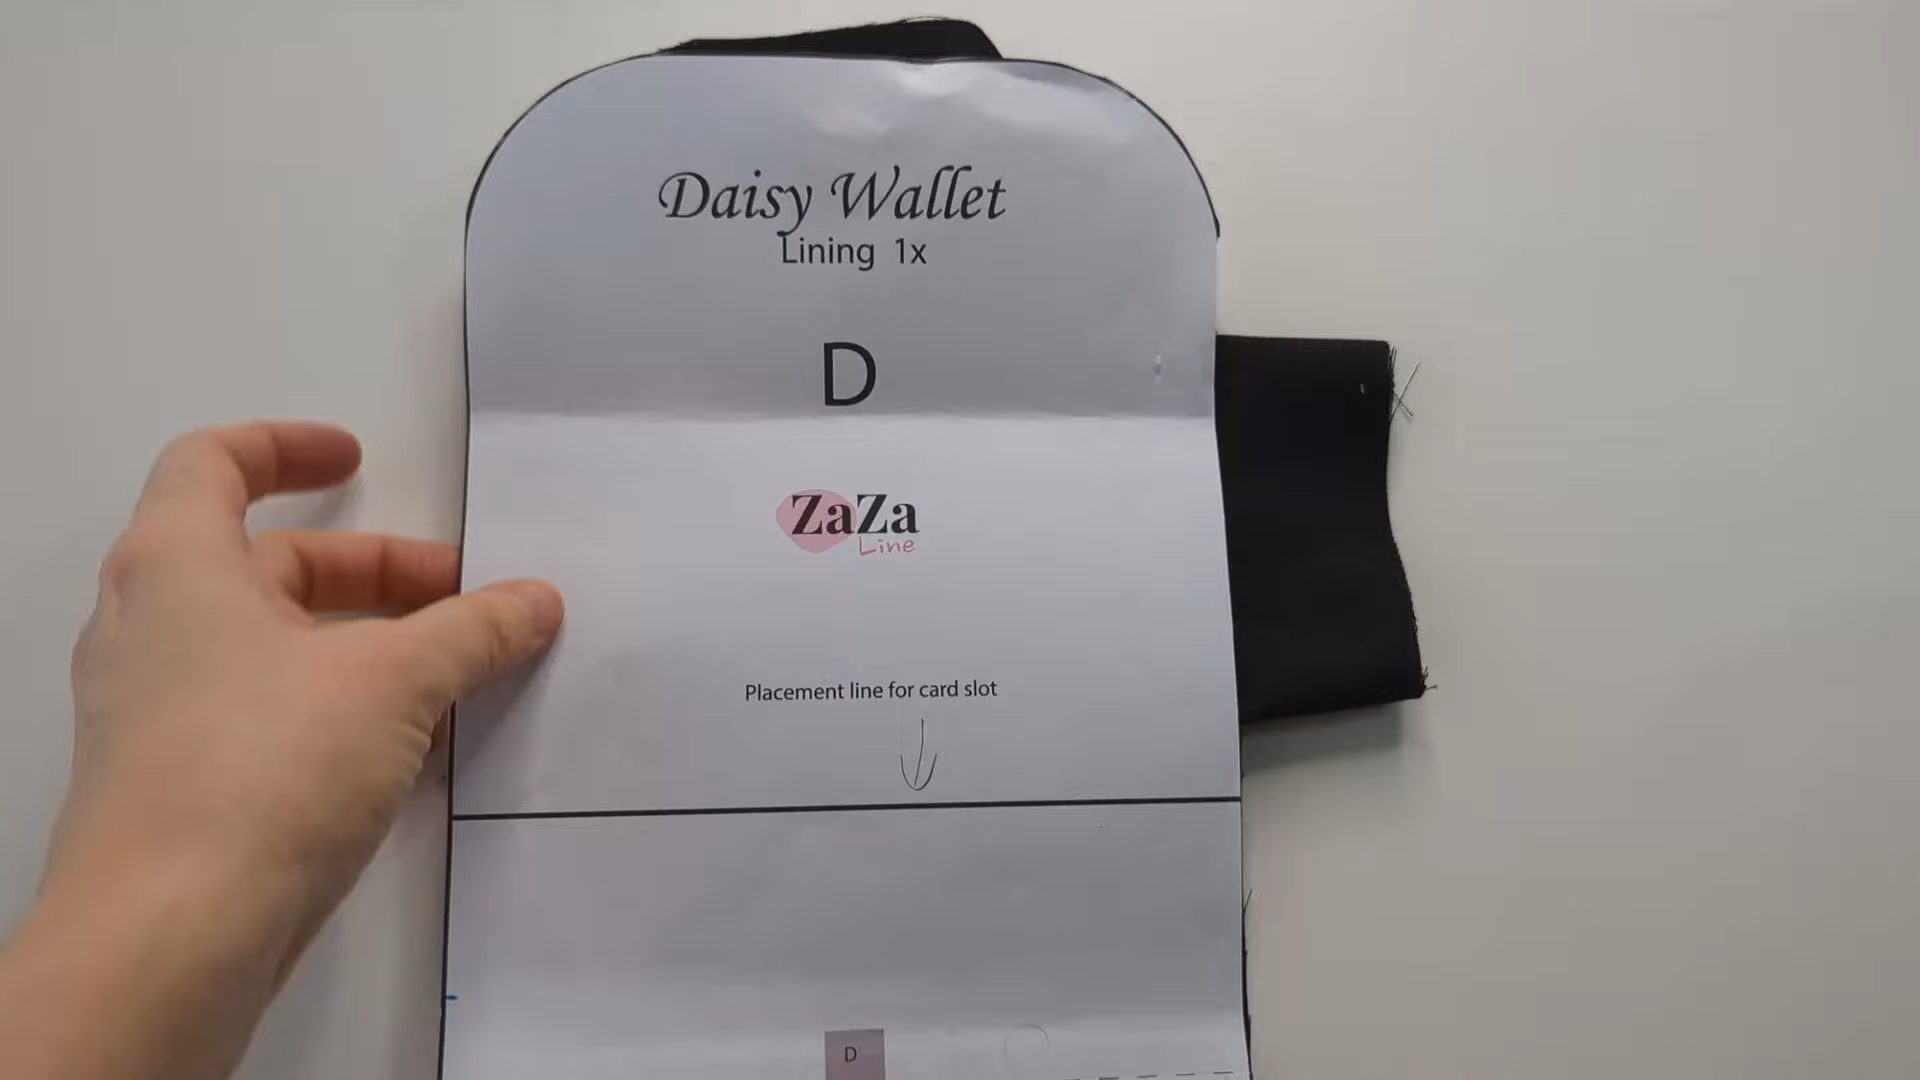 Daisy Wallet
Lining 1x
D
ZaZa
Line
Placement line for card slot
D